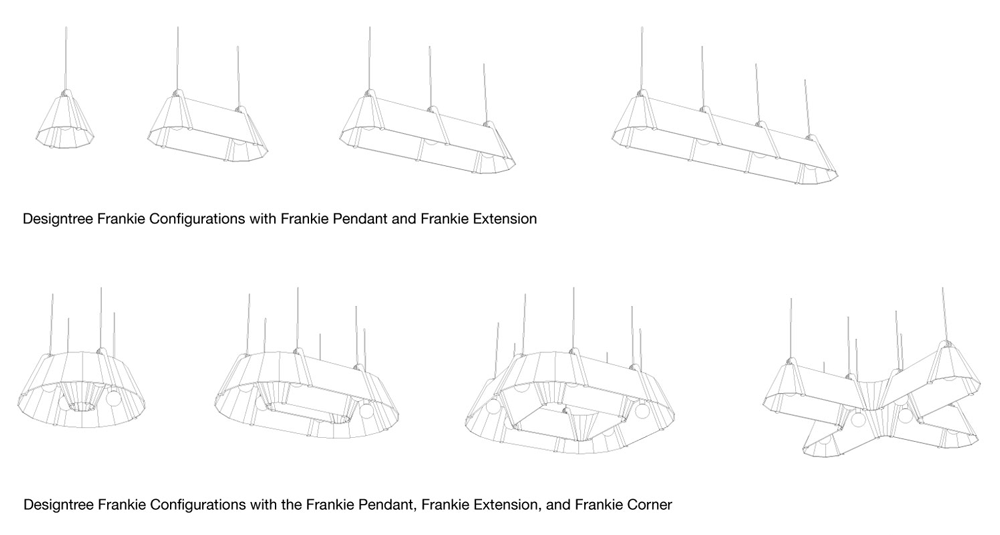 Designtree Frankie Configurations with Frankie Pendant and Frankie Extension
Designtree Frankie Configurations with the Frankie Pendant, Frankie Extension, and Frankie Corner